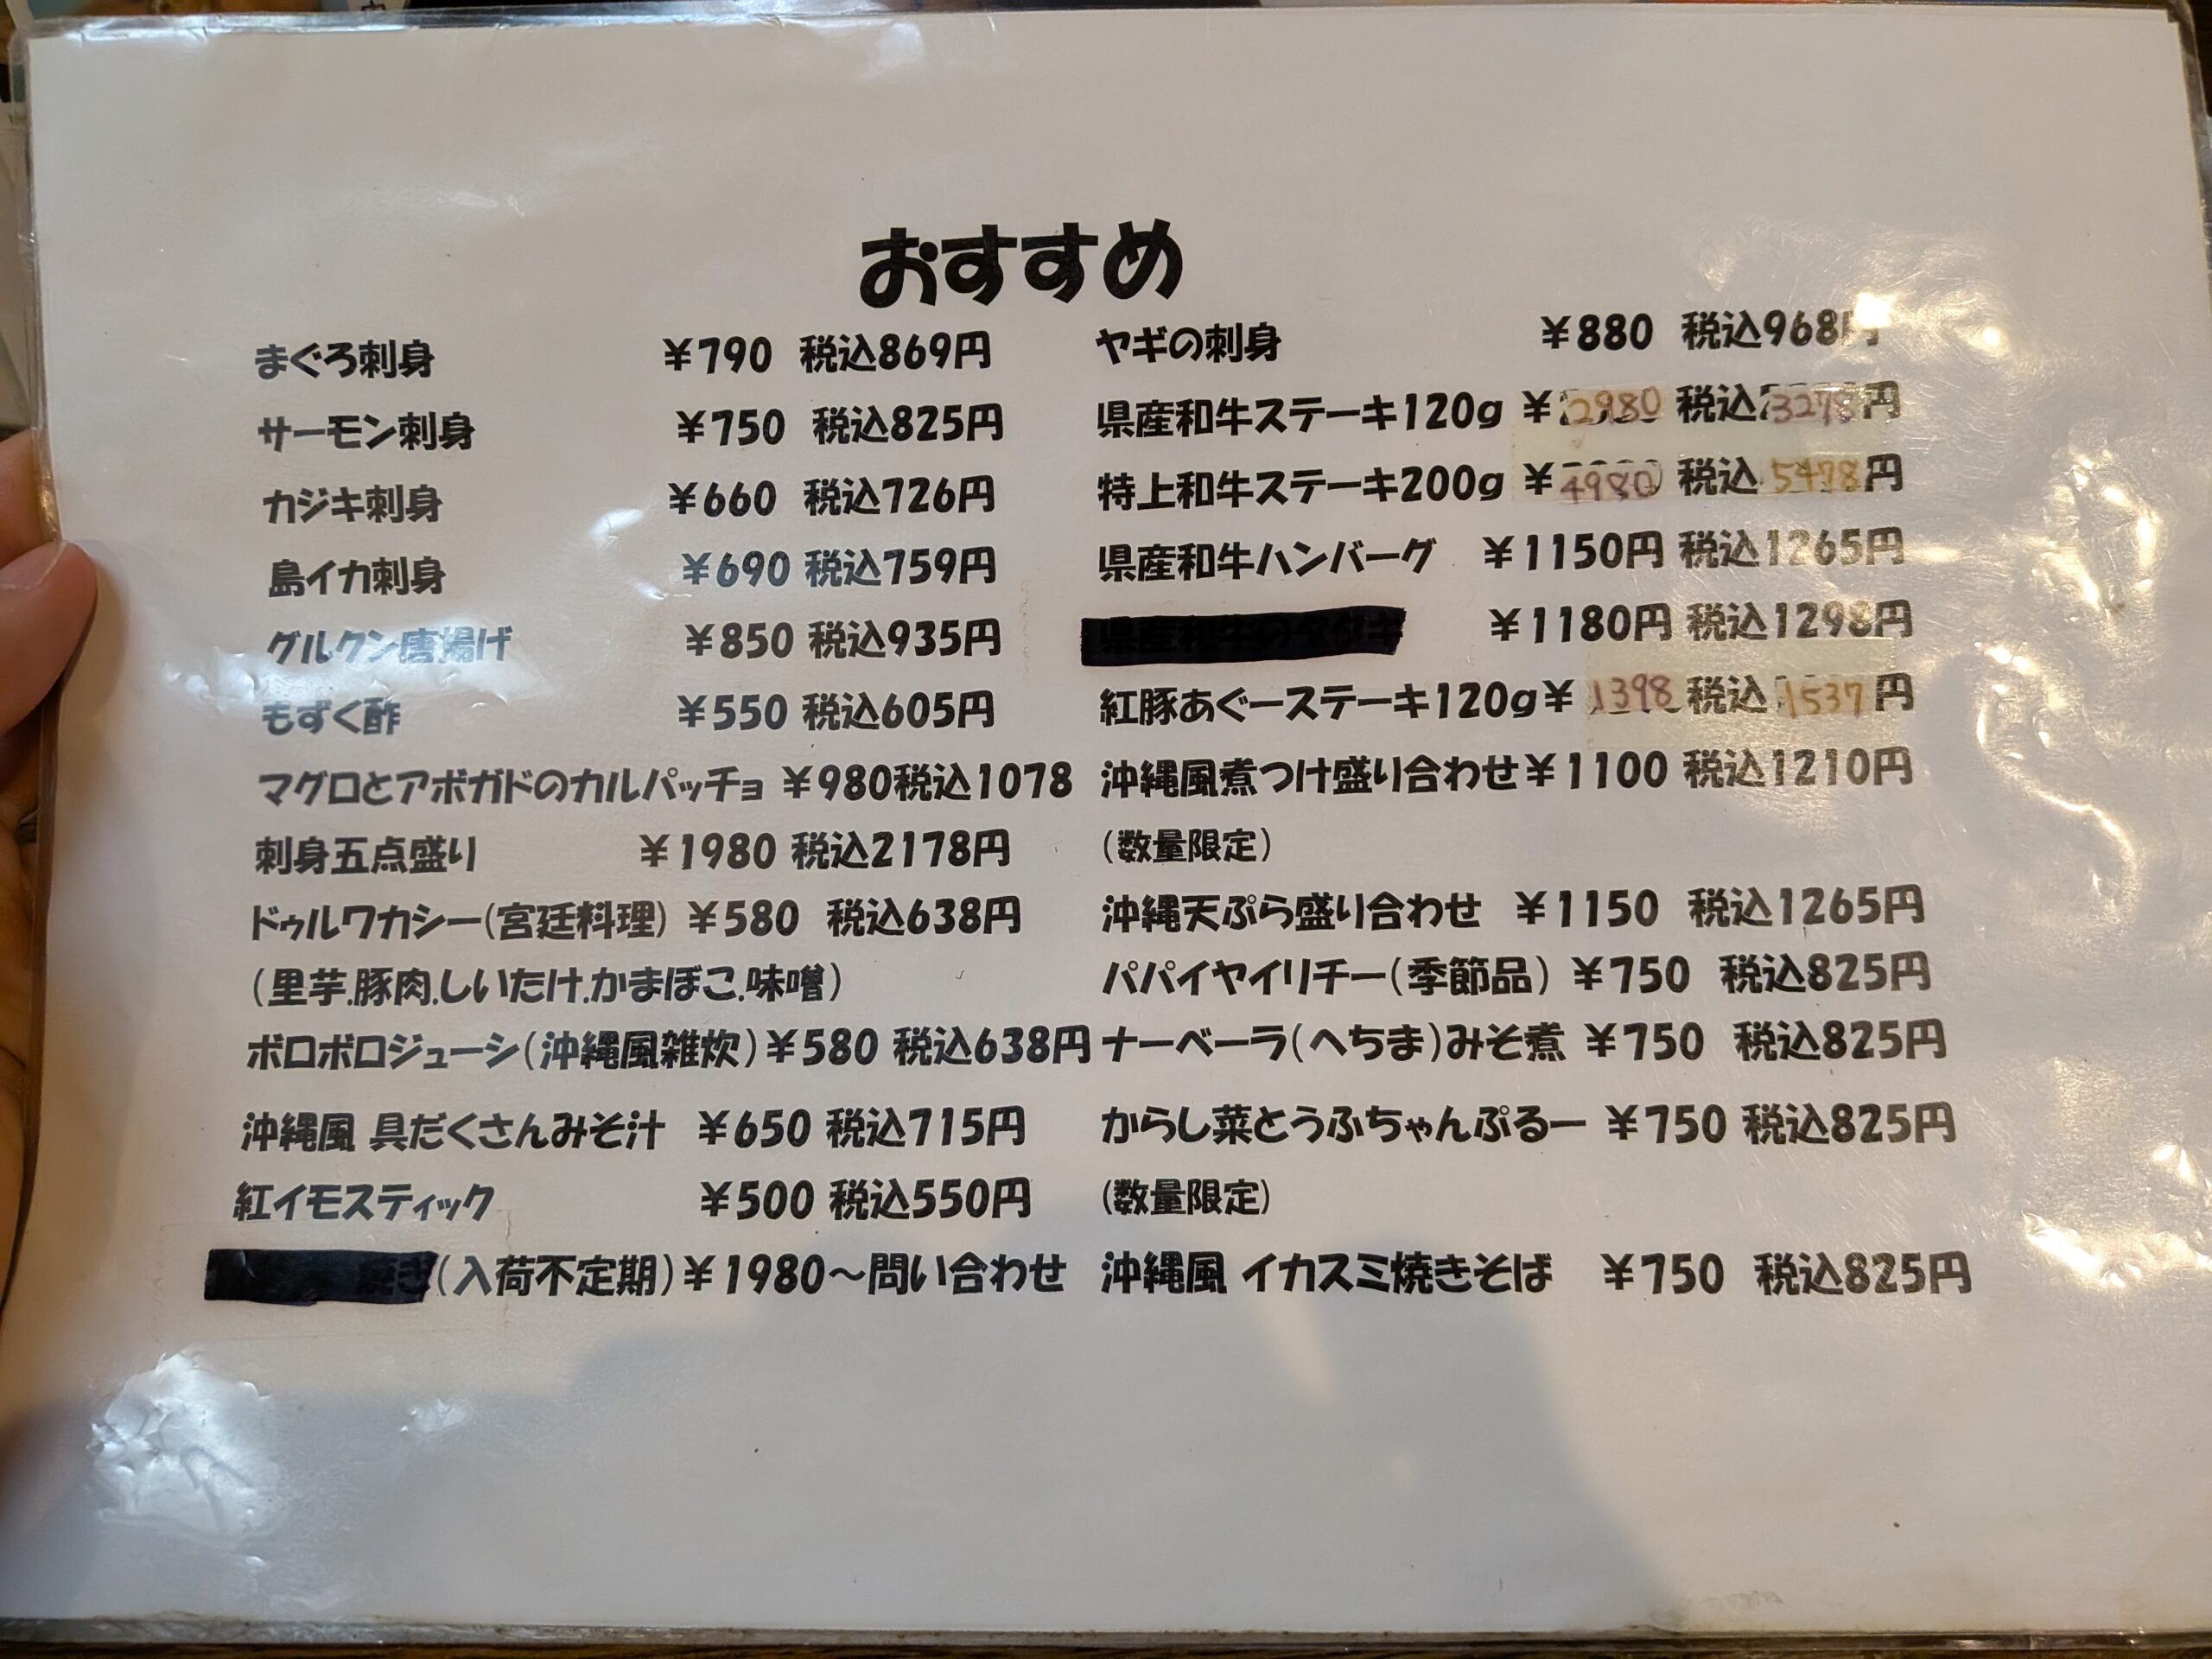 おすすめ
まぐろ刺身 ¥790 税込869円
サーモン刺身 ¥750 税込825円
カジキ刺身 ¥660 税込726円
島イカ刺身 ¥690 税込759円
グルクン唐揚げ ¥850 税込935円
もずく酢 ¥550 税込605円
マグロとアボガドのカルパッチョ ¥980税込1078
刺身五点盛り ¥1980 税込2178円
ドゥルワカシー(宮廷料理) ¥580 税込638円
(里芋.豚肉.しいたけ.かまぼこ.味噌)
ボロボロジューシ(沖縄風雑炊)¥580 税込638円
沖縄風 具だくさんみそ汁 ¥650 税込715円
紅イモスティック ¥500 税込550円
焼き(入荷不定期)¥1980～問い合わせ
ヤギの刺身 ¥880 税込968円
県産和牛ステーキ120g ¥2980 税込3278円
特上和牛ステーキ200g ¥4980 税込5478円
県産和牛ハンバーグ ¥1150円 税込1265円
県産和牛のタタキ ¥1180円 税込1298円
紅豚あぐーステーキ120g¥1398 税込1537円
沖縄風煮つけ盛り合わせ¥1100 税込1210円
(数量限定)
沖縄天ぷら盛り合わせ ¥1150 税込1265円
パパイヤイリチー(季節品) ¥750 税込825円
ナーベーラ(へちま)みそ煮 ¥750 税込825円
からし菜とうふちゃんぷるー ¥750 税込825円
(数量限定)
沖縄風 イカスミ焼きそば ¥750 税込825円